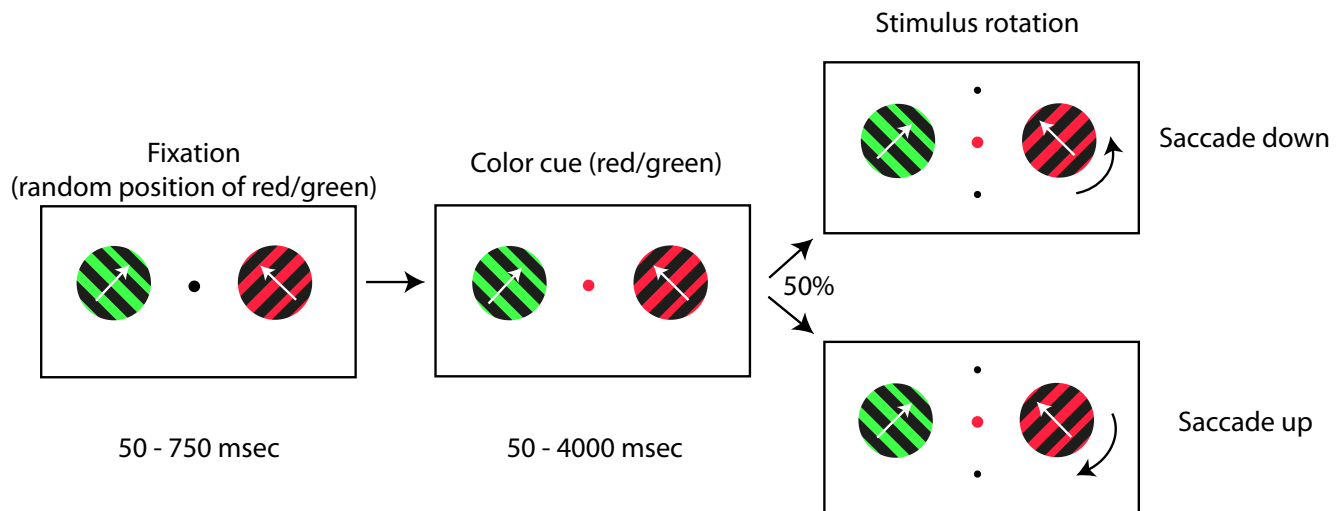 Fixation
(random position of red/green)
50 - 750 msec
Color cue (red/green)
50 - 4000 msec
50%
Stimulus rotation
Saccade down
Saccade up